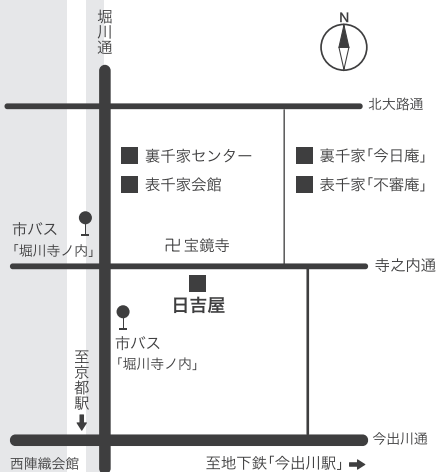 堀川通
N
北大路通
裏千家センター
裏千家「今日庵」
表千家会館
表千家「不審庵」
市バス
「堀川寺ノ内」
卍宝鏡寺
寺之内通
日吉屋
市バス
「堀川寺ノ内」
至京都駅
今出川通
西陣織会館
至地下鉄「今出川駅」